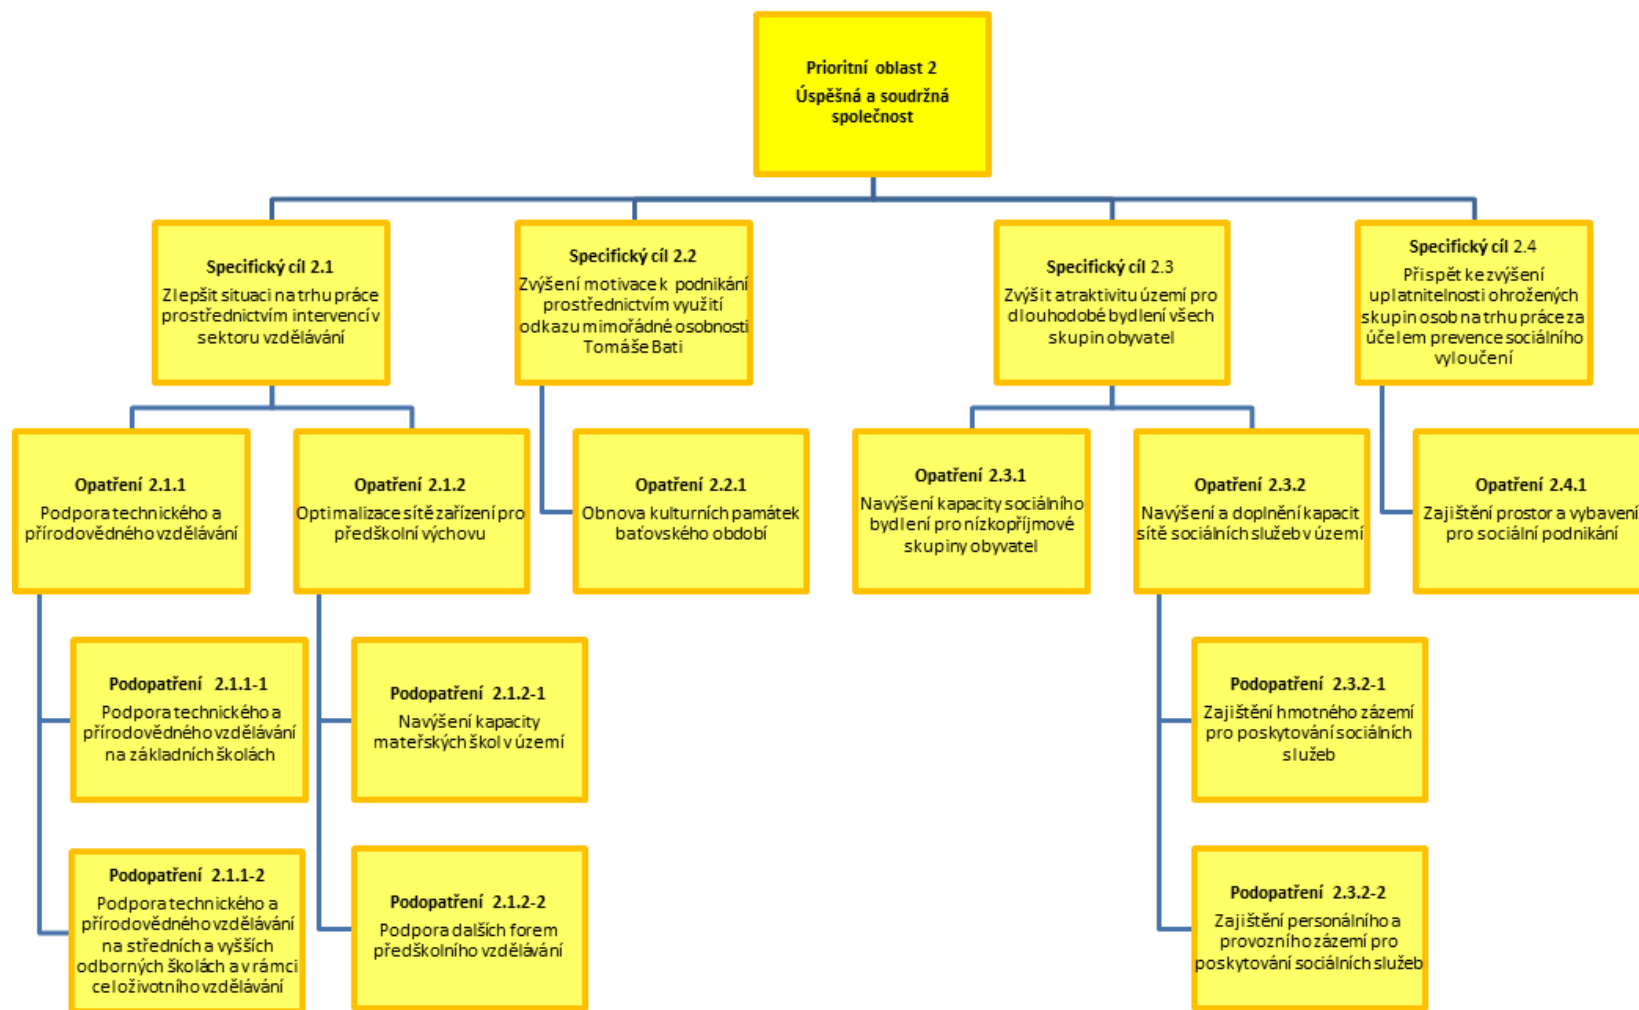 Prioritní oblast 2
Úspěšná a soudržná
společnost
Specifický cíl 2.1
Zlepšit situaci na trhu práce
prostřednictvím intervencí v
sektoru vzdělávání
Specifický cíl 2.2
Zvýšení motivace k podnikání
prostřednictvím využití
odkazu mimořádné osobnosti
Tomáše Bati
Specifický cíl 2.3
Zvýšit atraktivitu území pro
dlouhodobé bydlení všech
skupin obyvatel
Specifický cíl 2.4
Přispět ke zvýšení
uplatnitelnosti ohrožených
skupin osob na trhu práce za
účelem prevence sociálního
vyloučení
Opatření 2.1.1
Podpora technického a
přírodovědného vzdělávání
Opatření 2.1.2
Optimalizace sítě zařízení pro
předškolní výchovu
Opatření 2.2.1
Obnova kulturních památek
baťovského období
Opatření 2.3.1
Navýšení kapacity sociálního
bydlení pro nízkopříjmové
skupiny obyvatel
Opatření 2.3.2
Navýšení a doplnění kapacit
sítě sociálních služeb v území
Opatření 2.4.1
Zajištění prostor a vybavení
pro sociální podnikání
Podopatření 2.1.1-1
Podpora technického a
přírodovědného vzdělávání
na základních školách
Podopatření 2.1.2-1
Navýšení kapacity
mateřských škol v území
Podopatření 2.3.2-1
Zajištění hmotného zázemí
pro poskytování sociálních
služeb
Podopatření 2.1.1-2
Podpora technického a
přírodovědného vzdělávání
na středních a vyšších
odborných školách a v rámci
celoživotního vzdělávání
Podopatření 2.1.2-2
Podpora dalších forem
předškolního vzdělávání
Podopatření 2.3.2-2
Zajištění personálního a
provozního zázemí pro
poskytování sociálních služeb